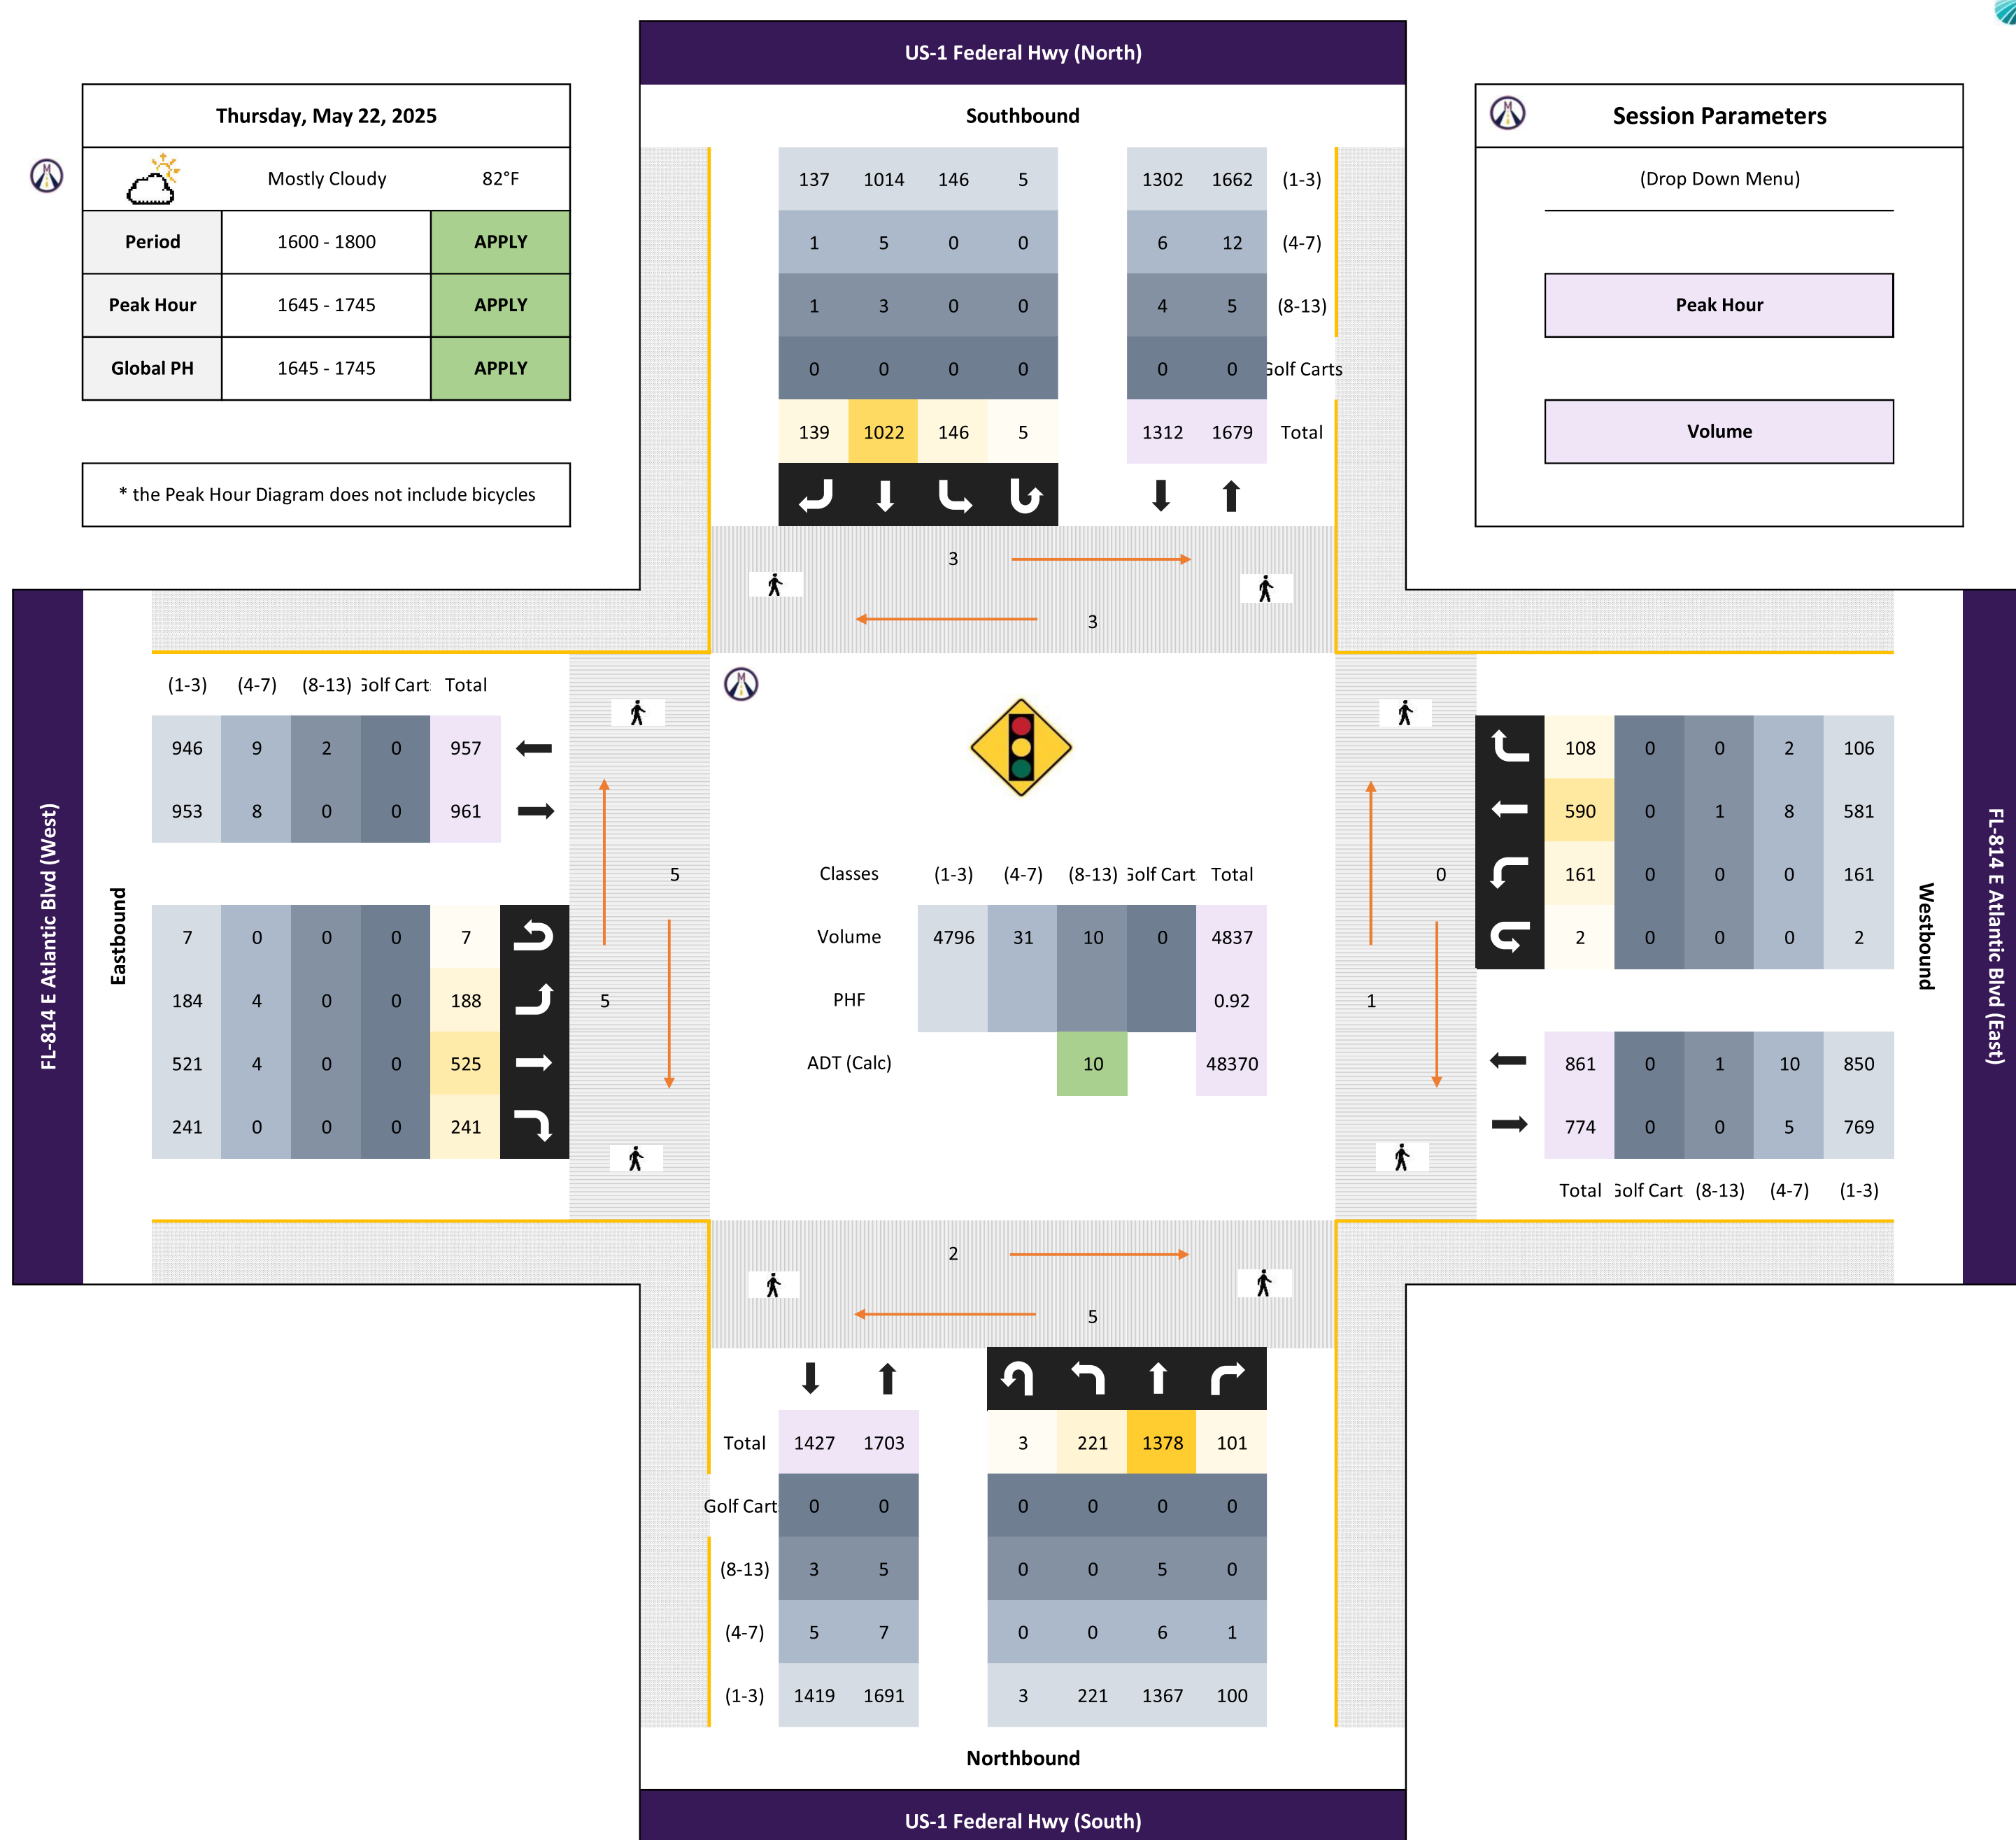 US-1 Federal Hwy (North)
Thursday, May 22, 2025
Mostly Cloudy 82°F
Period 1600 - 1800 APPLY
Peak Hour 1645 - 1745 APPLY
Global PH 1645 - 1745 APPLY
* the Peak Hour Diagram does not include bicycles
Session Parameters
(Drop Down Menu)
Peak Hour
Volume
Southbound
137 1014 146 5 1302 1662 (1-3)
1 5 0 0 6 12 (4-7)
1 3 0 0 4 5 (8-13)
0 0 0 0 0 0 Golf Carts
139 1022 146 5 1312 1679 Total
3
3
FL-814 E Atlantic Blvd (West)
Eastbound
(1-3) (4-7) (8-13) Golf Cart Total
946 9 2 0 957
953 8 0 0 961
7 0 0 0 7
184 4 0 0 188
521 4 0 0 525
241 0 0 0 241
5
5
Classes (1-3) (4-7) (8-13) Golf Cart Total
Volume 4796 31 10 0 4837
PHF 0.92
ADT (Calc) 10 48370
0
1
108 0 0 2 106
590 0 1 8 581
161 0 0 0 161
2 0 0 0 2
861 0 1 10 850
774 0 0 5 769
Total Golf Cart (8-13) (4-7) (1-3)
Westbound
FL-814 E Atlantic Blvd (East)
2
5
Total 1427 1703 3 221 1378 101
Golf Cart 0 0 0 0 0 0
(8-13) 3 5 0 0 5 0
(4-7) 5 7 0 0 6 1
(1-3) 1419 1691 3 221 1367 100
Northbound
US-1 Federal Hwy (South)